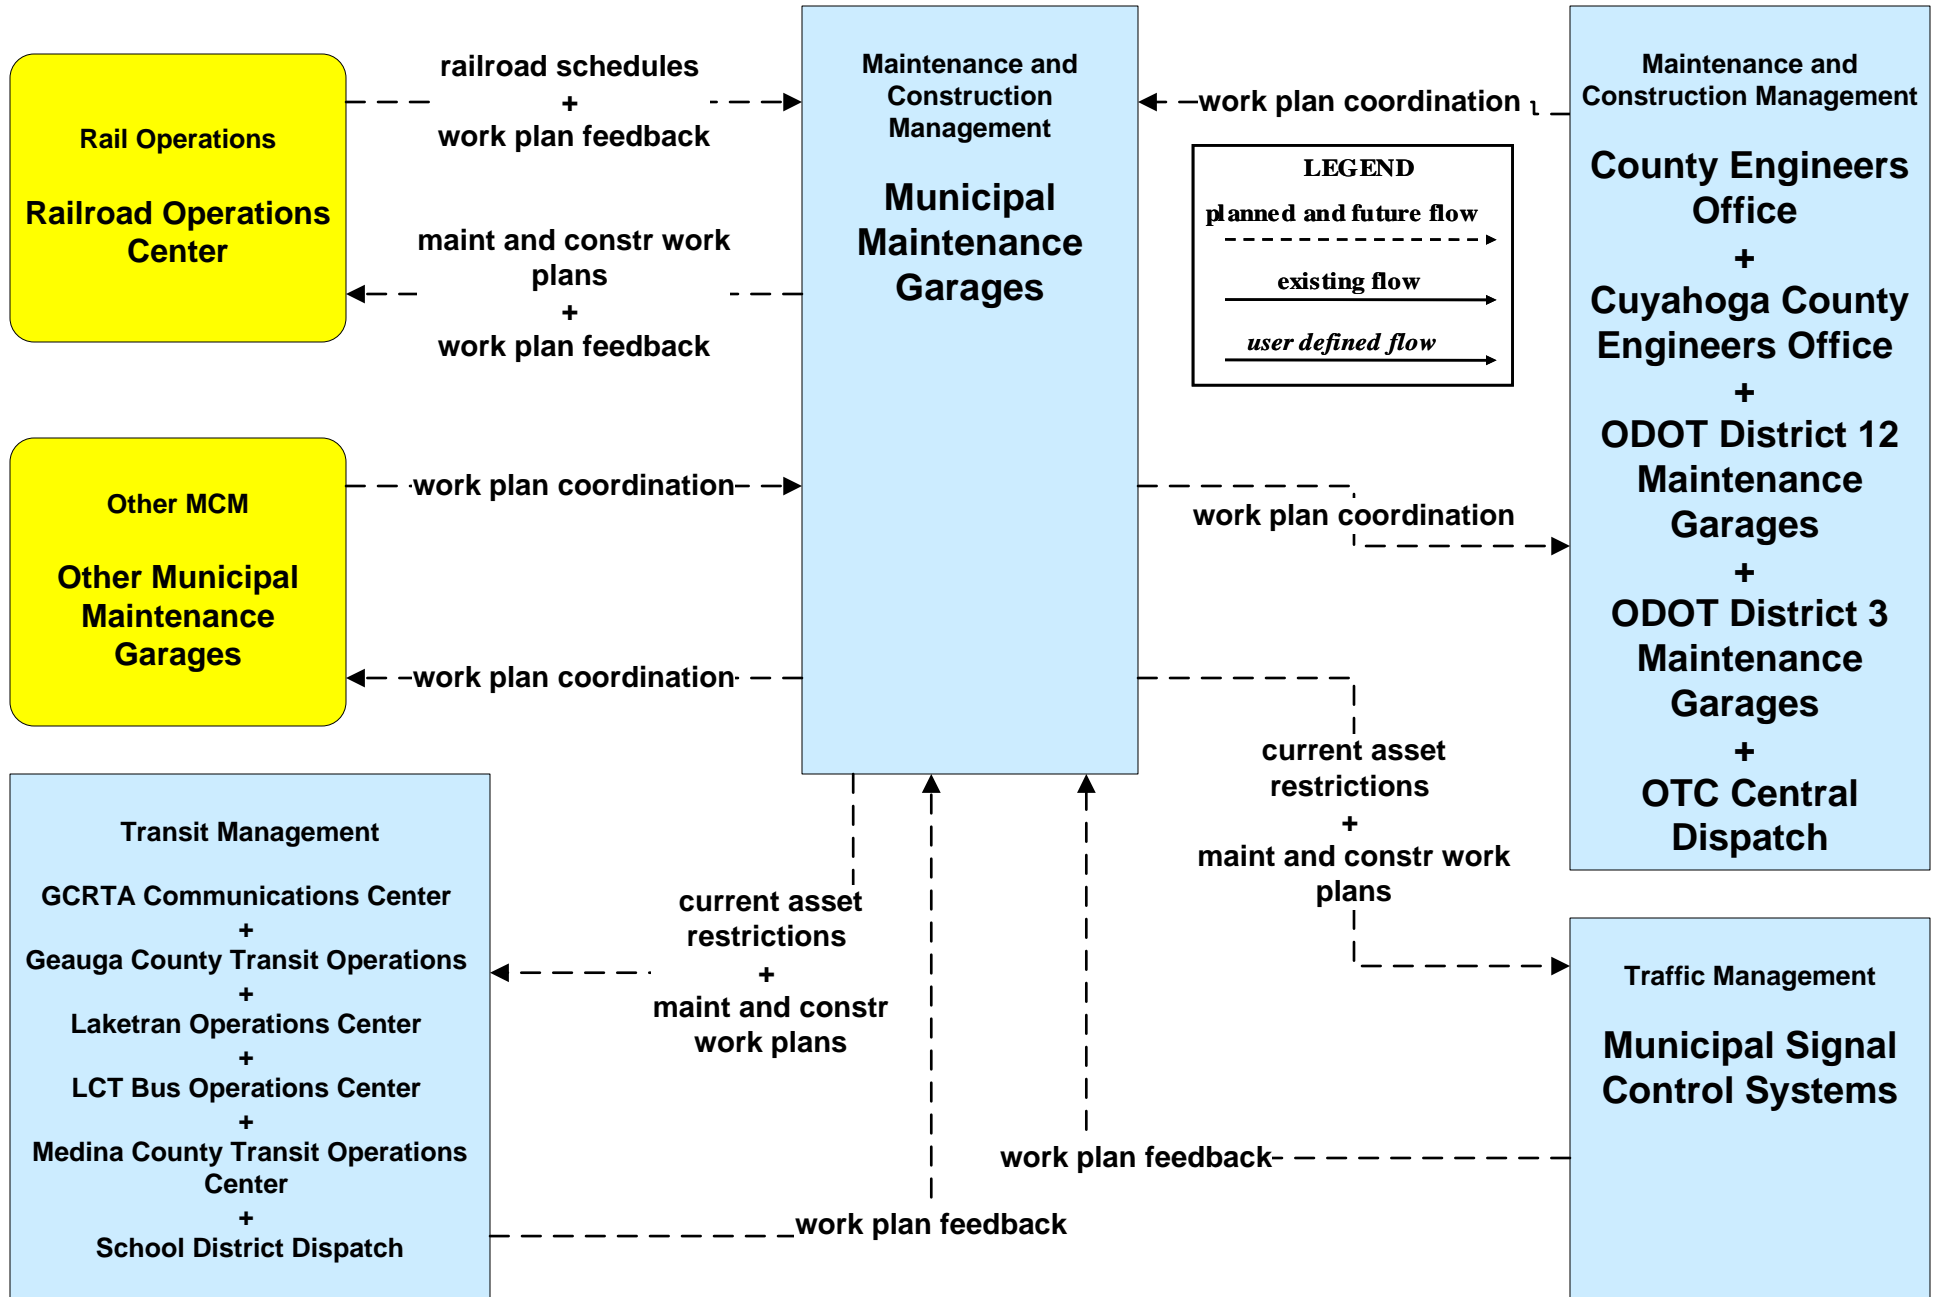 railroad schedules
+
work plan feedback
Rail Operations
Railroad Operations
Center
maint and constr work
plans
+
work plan feedback
Other MCM
Other Municipal
Maintenance
Garages
work plan coordination
work plan coordination
Maintenance and
Construction
Management
Municipal
Maintenance
Garages
work plan coordination
LEGEND
planned and future flow
existing flow
user defined flow
work plan coordination
Maintenance and
Construction Management
County Engineers
Office
+
Cuyahoga County
Engineers Office
+
ODOT District 12
Maintenance
Garages
+
ODOT District 3
Maintenance
Garages
+
OTC Central
Dispatch
current asset
restrictions
+
maint and constr work
plans
Transit Management
GCRTA Communications Center
+
Geauga County Transit Operations
+
Laketran Operations Center
+
LCT Bus Operations Center
+
Medina County Transit Operations
Center
+
School District Dispatch
current asset
restrictions
+
maint and constr
work plans
work plan feedback
work plan feedback
Traffic Management
Municipal Signal
Control Systems